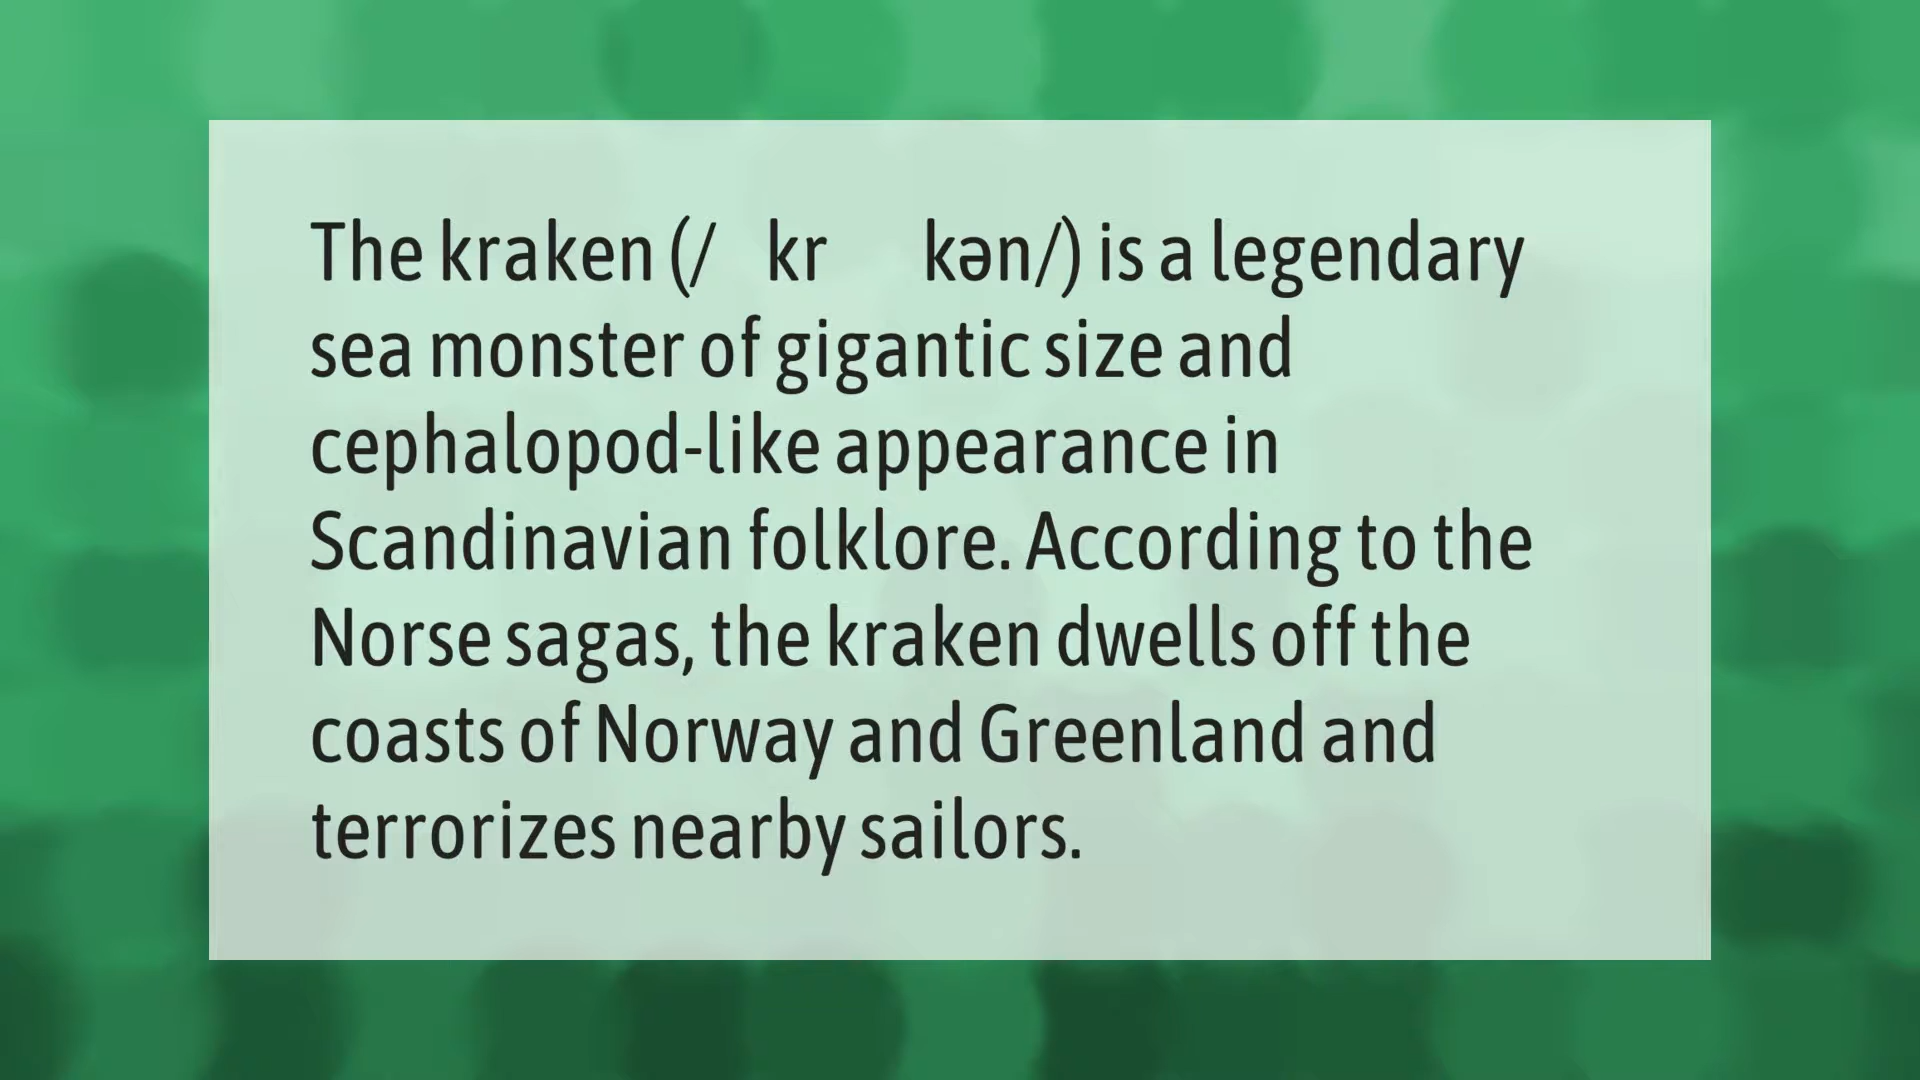 The kraken (/ kr kən/) is a legendary
sea monster of gigantic size and
cephalopod-like appearance in
Scandinavian folklore. According to the
Norse sagas, the kraken dwells off the
coasts of Norway and Greenland and
terrorizes nearby sailors.